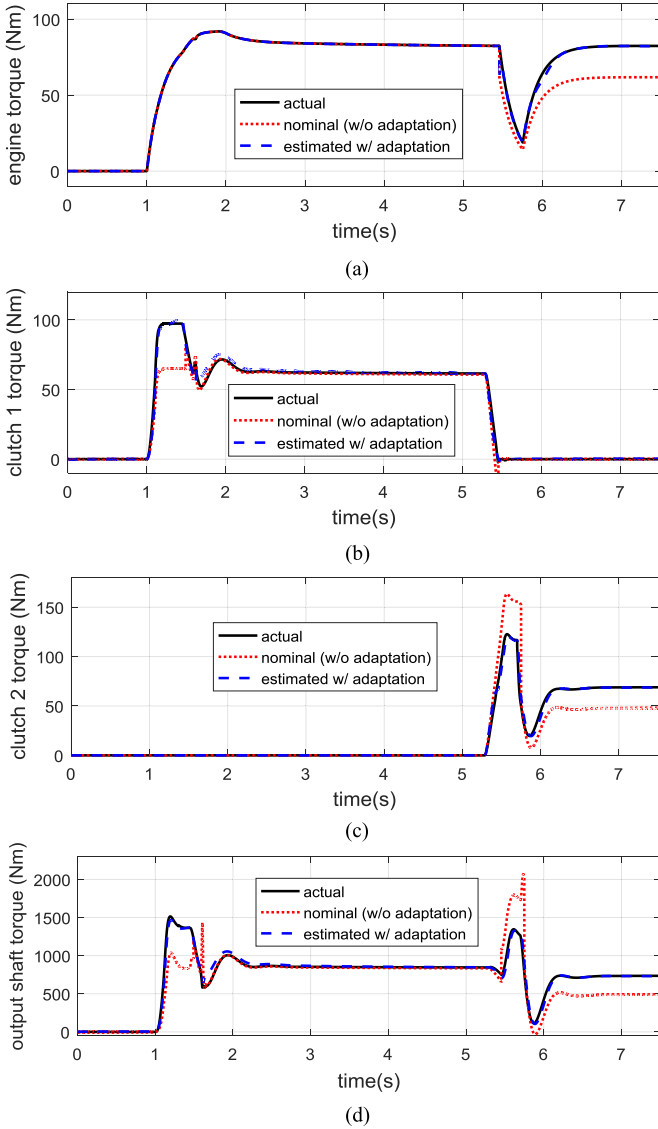 engine torque (Nm)
100
50
0
actual
nominal (w/o adaptation)
estimated w/ adaptation
0 1 2 3 4 5 6 7
time(s)
(a)
clutch 1 torque (Nm)
100
50
0
actual
nominal (w/o adaptation)
estimated w/ adaptation
0 1 2 3 4 5 6 7
time(s)
(b)
clutch 2 torque (Nm)
150
100
50
0
actual
nominal (w/o adaptation)
estimated w/ adaptation
0 1 2 3 4 5 6 7
time(s)
(c)
output shaft torque (Nm)
2000
1500
1000
500
0
actual
nominal (w/o adaptation)
estimated w/ adaptation
0 1 2 3 4 5 6 7
time(s)
(d)